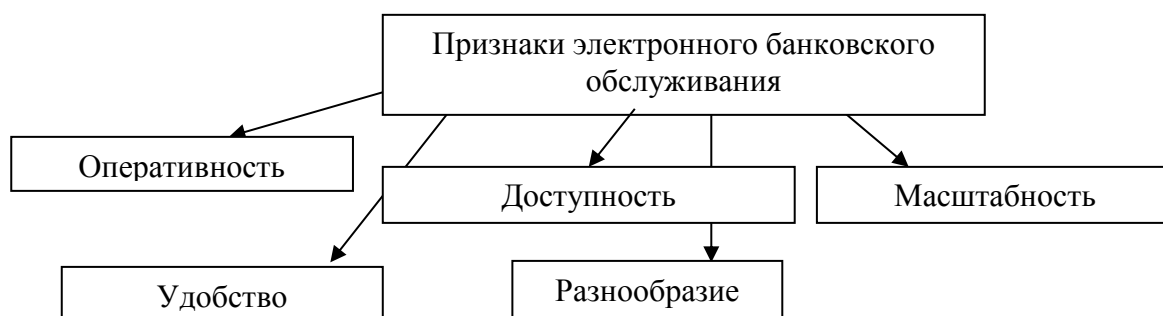 Признаки электронного банковского
обслуживания
Оперативность
Доступность
Масштабность
Удобство
Разнообразие